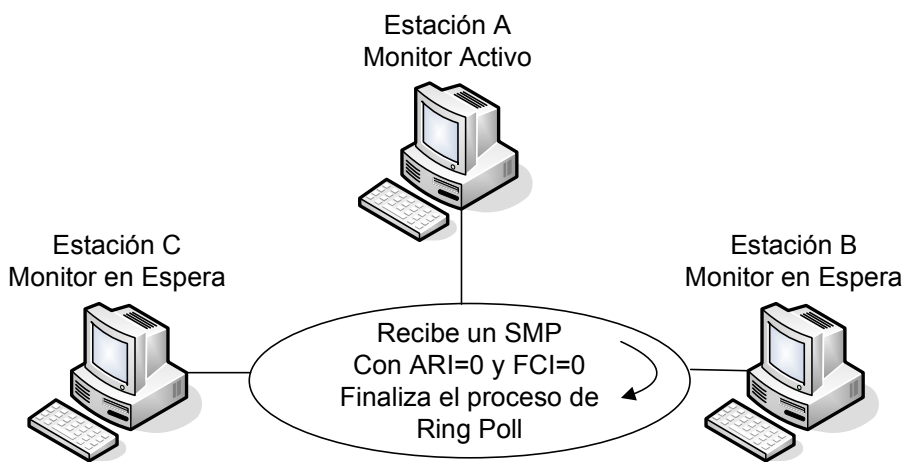 Estación A
Monitor Activo
Estación C
Monitor en Espera
Estación B
Monitor en Espera
Recibe un SMP
Con ARI=0 y FCI=0
Finaliza el proceso de
Ring Poll